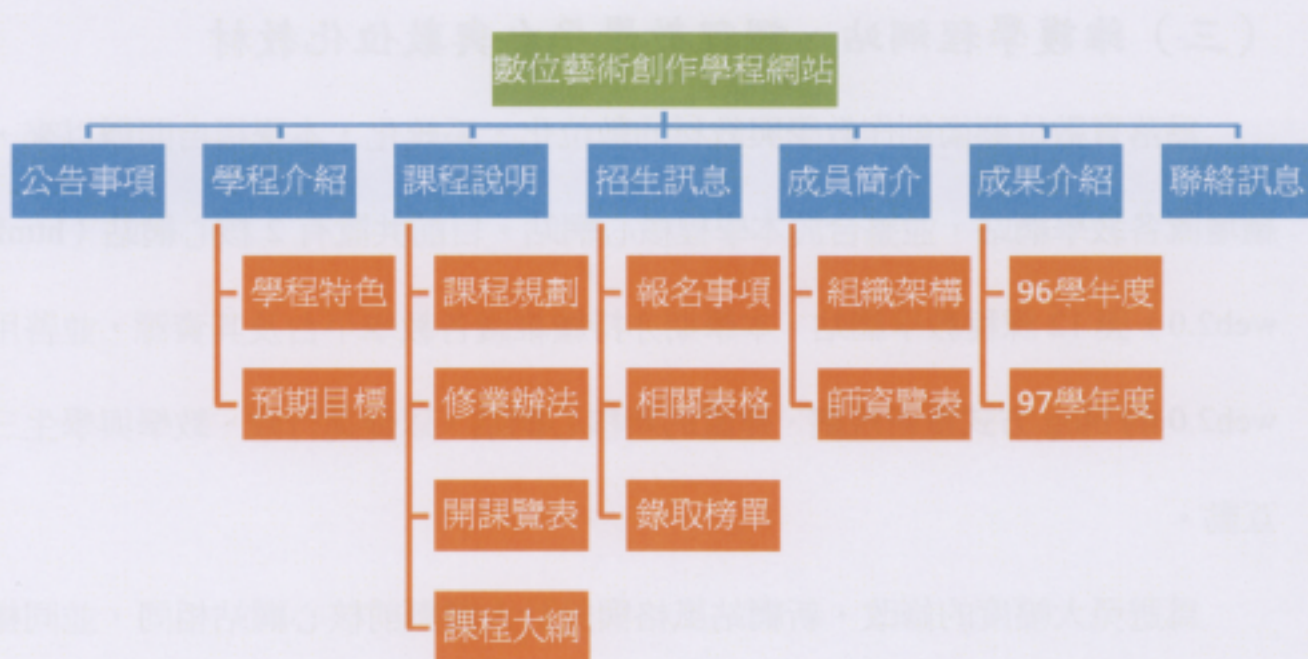 數位藝術創作學程網站
公告事項
學程介紹
學程特色
預期目標
課程說明
課程規劃
修業辦法
開課覽表
課程大綱
招生訊息
報名事項
相關表格
錄取榜單
成員簡介
組織架構
師資覽表
成果介紹
96學年度
97學年度
聯絡訊息